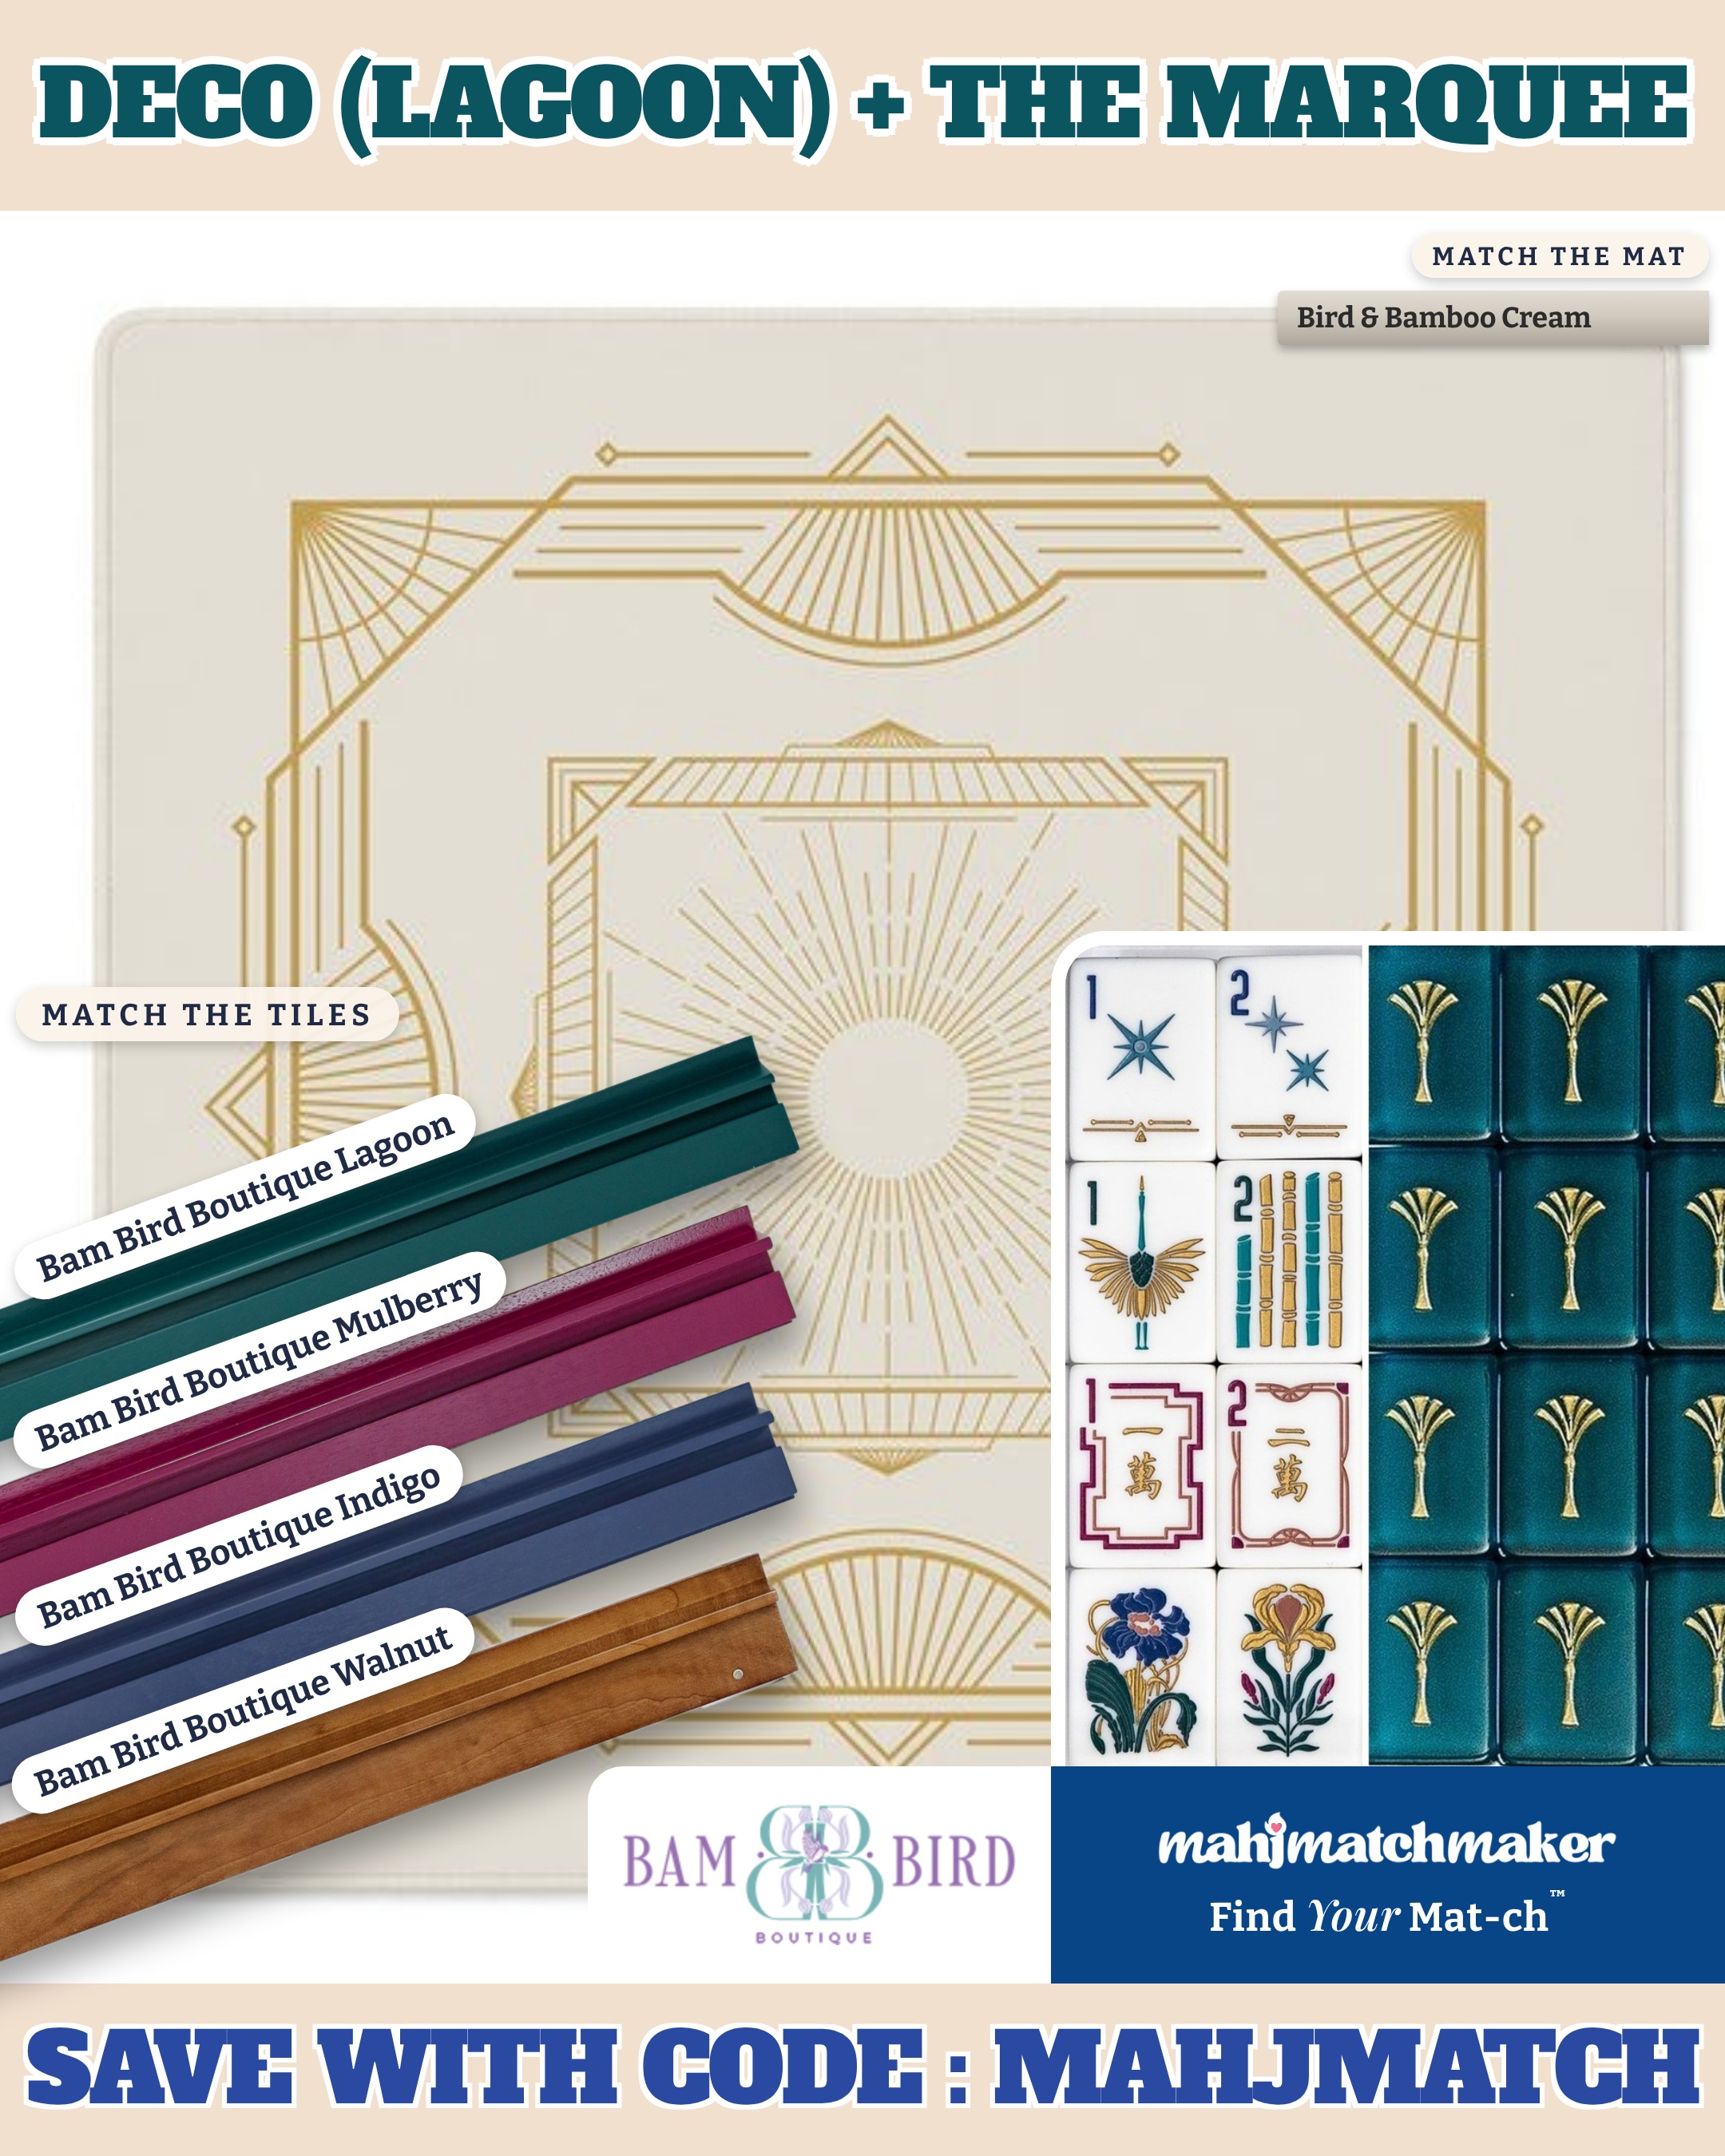 DECO (LAGOON) + THE MARQUEE
MATCH THE MAT
Bird & Bamboo Cream
MATCH THE TILES
Bam Bird Boutique Lagoon
Bam Bird Boutique Mulberry
Bam Bird Boutique Indigo
Bam Bird Boutique Walnut
1 2
1 2
1 2
一 二
萬 萬
BAM BIRD
BOUTIQUE
mahjmatchmaker
Find Your Mat-ch™
SAVE WITH CODE : MAHJMATCH